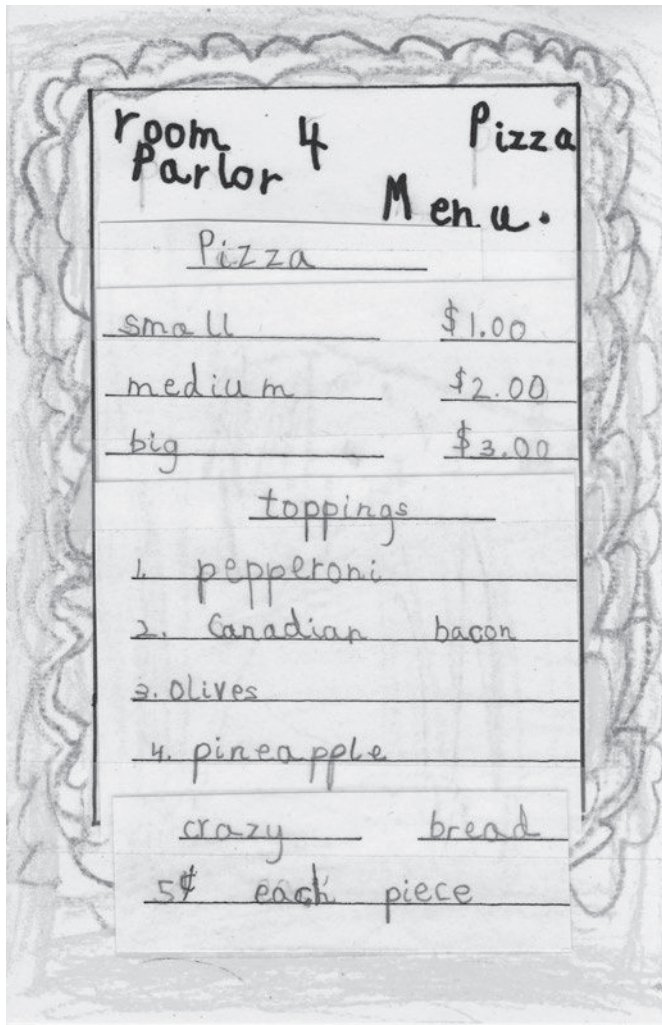 room 4 Pizza
Parlor
Menu.
Pizza
small $1.00
medium $2.00
big $3.00
toppings
1. pepperoni
2. Canadian bacon
3. Olives
4. pineapple
crazy bread
5¢ each piece